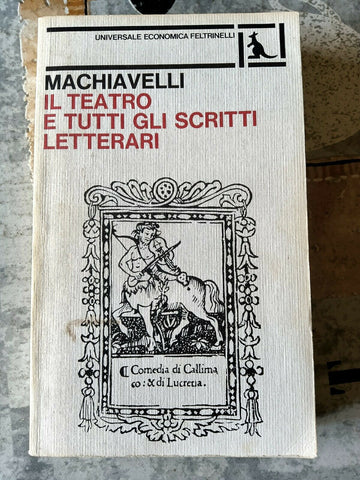 UNIVERSALE ECONOMICA FELTRINELLI
MACHIAVELLI
IL TEATRO
E TUTTI GLI SCRITTI
LETTERARI
¶ Comedia di Callima
co: & di Lucretia.